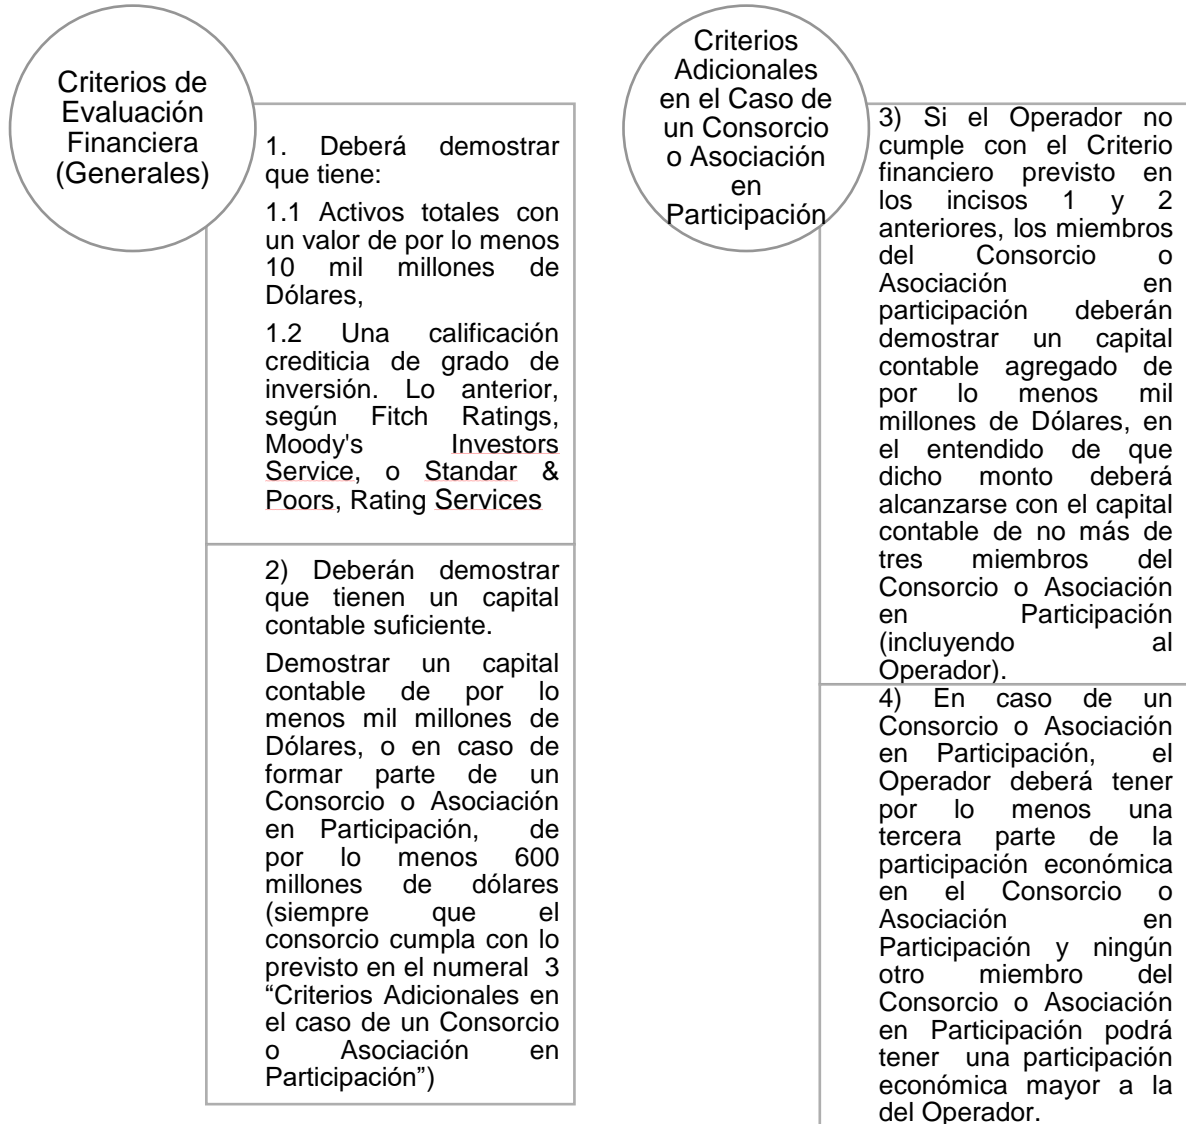 Criterios de
Evaluación
Financiera
(Generales)
1. Deberá demostrar
que tiene:
1.1 Activos totales con
un valor de por lo menos
10 mil millones de
Dólares,
1.2 Una calificación
crediticia de grado de
inversión. Lo anterior,
según Fitch Ratings,
Moody's Investors
Service, o Standar &
Poors, Rating Services
2) Deberán demostrar
que tienen un capital
contable suficiente.
Demostrar un capital
contable de por lo
menos mil millones de
Dólares, o en caso de
formar parte de un
Consorcio o Asociación
en Participación, de
por lo menos 600
millones de dólares
(siempre que el
consorcio cumpla con lo
previsto en el numeral 3
“Criterios Adicionales en
el caso de un Consorcio
o Asociación en
Participación”)
Criterios
Adicionales
en el Caso de
un Consorcio
o Asociación
en
Participación
3) Si el Operador no
cumple con el Criterio
financiero previsto en
los incisos 1 y 2
anteriores, los miembros
del Consorcio o
Asociación en
participación deberán
demostrar un capital
contable agregado de
por lo menos mil
millones de Dólares, en
el entendido de que
dicho monto deberá
alcanzarse con el capital
contable de no más de
tres miembros del
Consorcio o Asociación
en Participación
(incluyendo al
Operador).
4) En caso de un
Consorcio o Asociación
en Participación, el
Operador deberá tener
por lo menos una
tercera parte de la
participación económica
en el Consorcio o
Asociación en
Participación y ningún
otro miembro del
Consorcio o Asociación
en Participación podrá
tener una participación
económica mayor a la
del Operador.